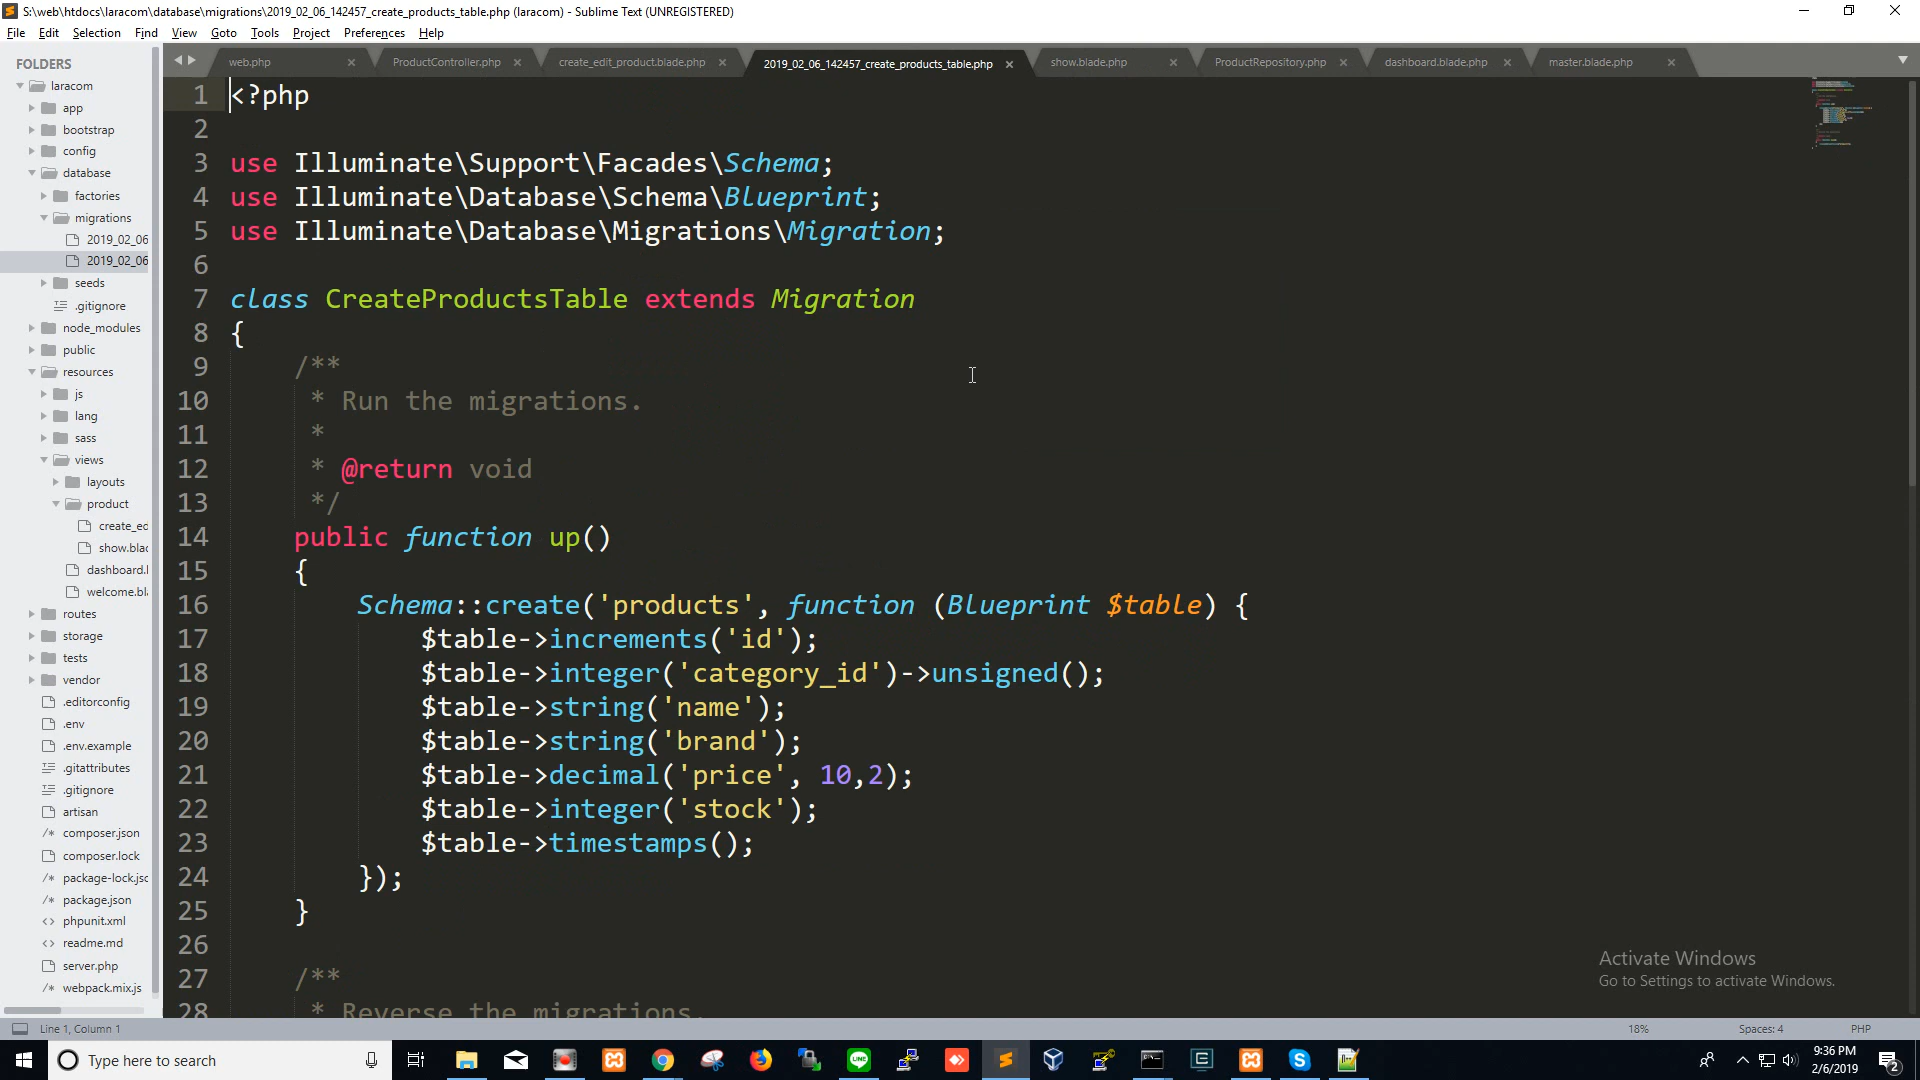 S:\web\htdocs\laracom\database\migrations\2019_02_06_142457_create_products_table.php (laracom) - Sublime Text (UNREGISTERED)
File Edit Selection Find View Goto Tools Project Preferences Help
FOLDERS
laracom
app
bootstrap
config
database
factories
migrations
2019_02_06
2019_02_06
seeds
.gitignore
node_modules
public
resources
js
lang
sass
views
layouts
product
create_ed
show.blad
dashboard.l
welcome.bla
routes
storage
tests
vendor
.editorconfig
.env
.env.example
.gitattributes
.gitignore
artisan
composer.json
composer.lock
package-lock.jsc
package.json
phpunit.xml
readme.md
server.php
webpack.mix.js
web.php ProductController.php create_edit_product.blade.php 2019_02_06_142457_create_products_table.php show.blade.php ProductRepository.php dashboard.blade.php master.blade.php
1 <?php
2
3 use Illuminate\Support\Facades\Schema;
4 use Illuminate\Database\Schema\Blueprint;
5 use Illuminate\Database\Migrations\Migration;
6
7 class CreateProductsTable extends Migration
8 {
9 /**
10 * Run the migrations.
11 *
12 * @return void
13 */
14 public function up()
15 {
16 Schema::create('products', function (Blueprint $table) {
17 $table->increments('id');
18 $table->integer('category_id')->unsigned();
19 $table->string('name');
20 $table->string('brand');
21 $table->decimal('price', 10,2);
22 $table->integer('stock');
23 $table->timestamps();
24 });
25 }
26
27 /**
28 * Reverse the migrations.
Activate Windows
Go to Settings to activate Windows.
Line 1, Column 1 18% Spaces: 4 PHP
Type here to search
9:36 PM
2/6/2019
2